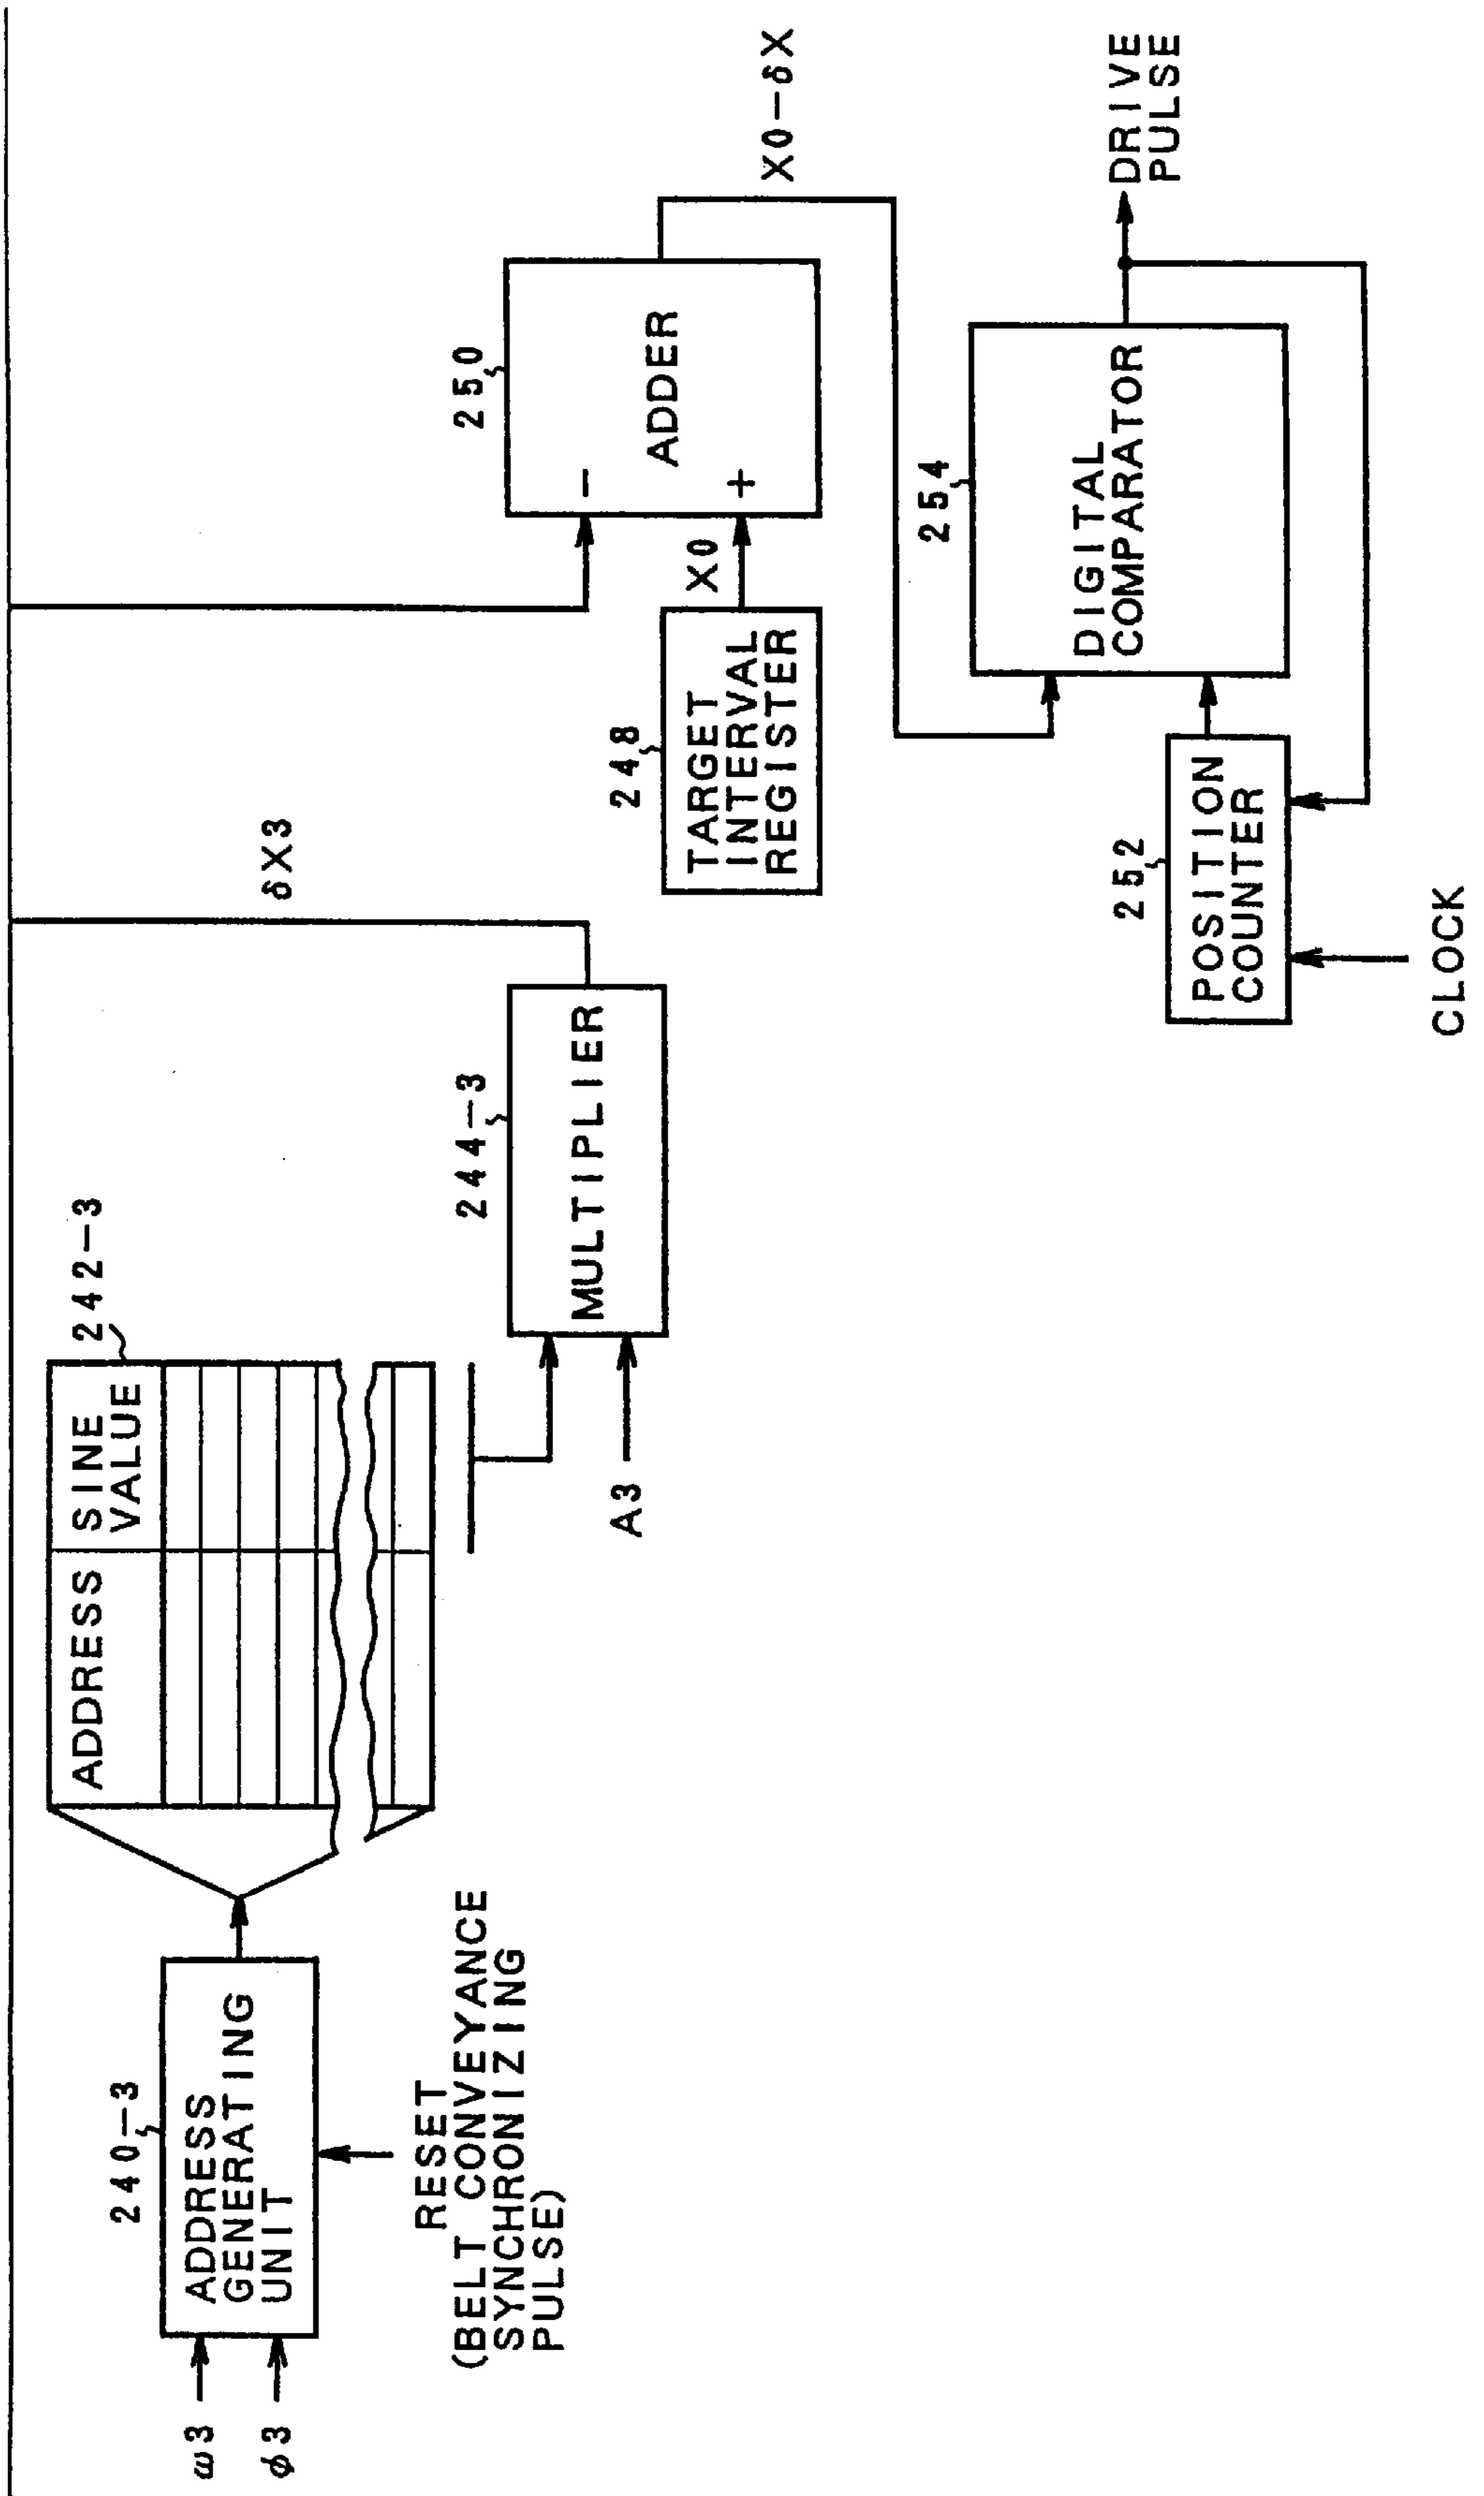 ω3
φ3
240-3
ADDRESS
GENERATING
UNIT
RESET
(BELT CONVEYANCE
SYNCHRONIZING
PULSE)
ADDRESS
SINE
VALUE
242-3
A3
244-3
MULTIPLIER
δX3
248
TARGET
INTERVAL
REGISTER
X0
250
-
+
ADDER
X0-δX
252
POSITION
COUNTER
CLOCK
254
DIGITAL
COMPARATOR
DRIVE
PULSE